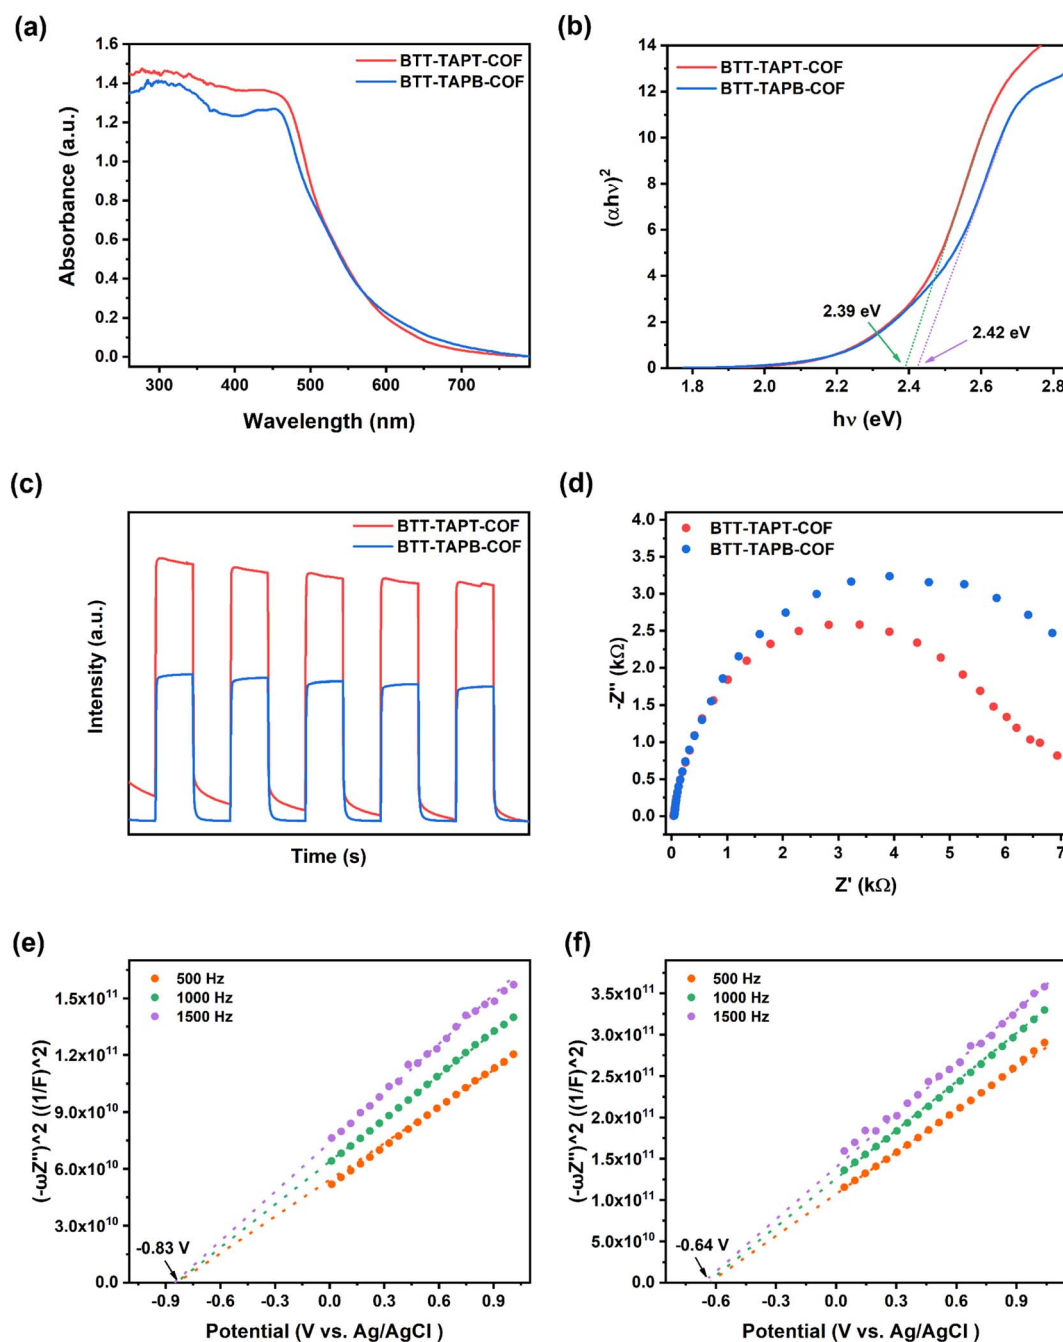 (a)
1.6
1.4
1.2
1.0
0.8
0.6
0.4
0.2
0.0
Absorbance (a.u.)
BTT-TAPT-COF
BTT-TAPB-COF
300 400 500 600 700
Wavelength (nm)
(b)
14
12
10
8
6
4
2
0
(αhν)²
BTT-TAPT-COF
BTT-TAPB-COF
2.39 eV
2.42 eV
1.8 2.0 2.2 2.4 2.6 2.8
hν (eV)
(c)
Intensity (a.u.)
BTT-TAPT-COF
BTT-TAPB-COF
Time (s)
(d)
4.0
3.5
3.0
2.5
2.0
1.5
1.0
0.5
0.0
-Z'' (kΩ)
BTT-TAPT-COF
BTT-TAPB-COF
0 1 2 3 4 5 6 7
Z' (kΩ)
(e)
1.5x10¹¹
1.2x10¹¹
9.0x10¹⁰
6.0x10¹⁰
3.0x10¹⁰
0.0
(-ωZ'')^2 ((1/F)^2)
500 Hz
1000 Hz
1500 Hz
-0.83 V
-0.9 -0.6 -0.3 0.0 0.3 0.6 0.9
Potential (V vs. Ag/AgCl )
(f)
3.5x10¹¹
3.0x10¹¹
2.5x10¹¹
2.0x10¹¹
1.5x10¹¹
1.0x10¹¹
5.0x10¹⁰
0.0
(-ωZ'')^2 ((1/F)^2)
500 Hz
1000 Hz
1500 Hz
-0.64 V
-0.6 -0.3 0.0 0.3 0.6 0.9
Potential (V vs. Ag/AgCl )